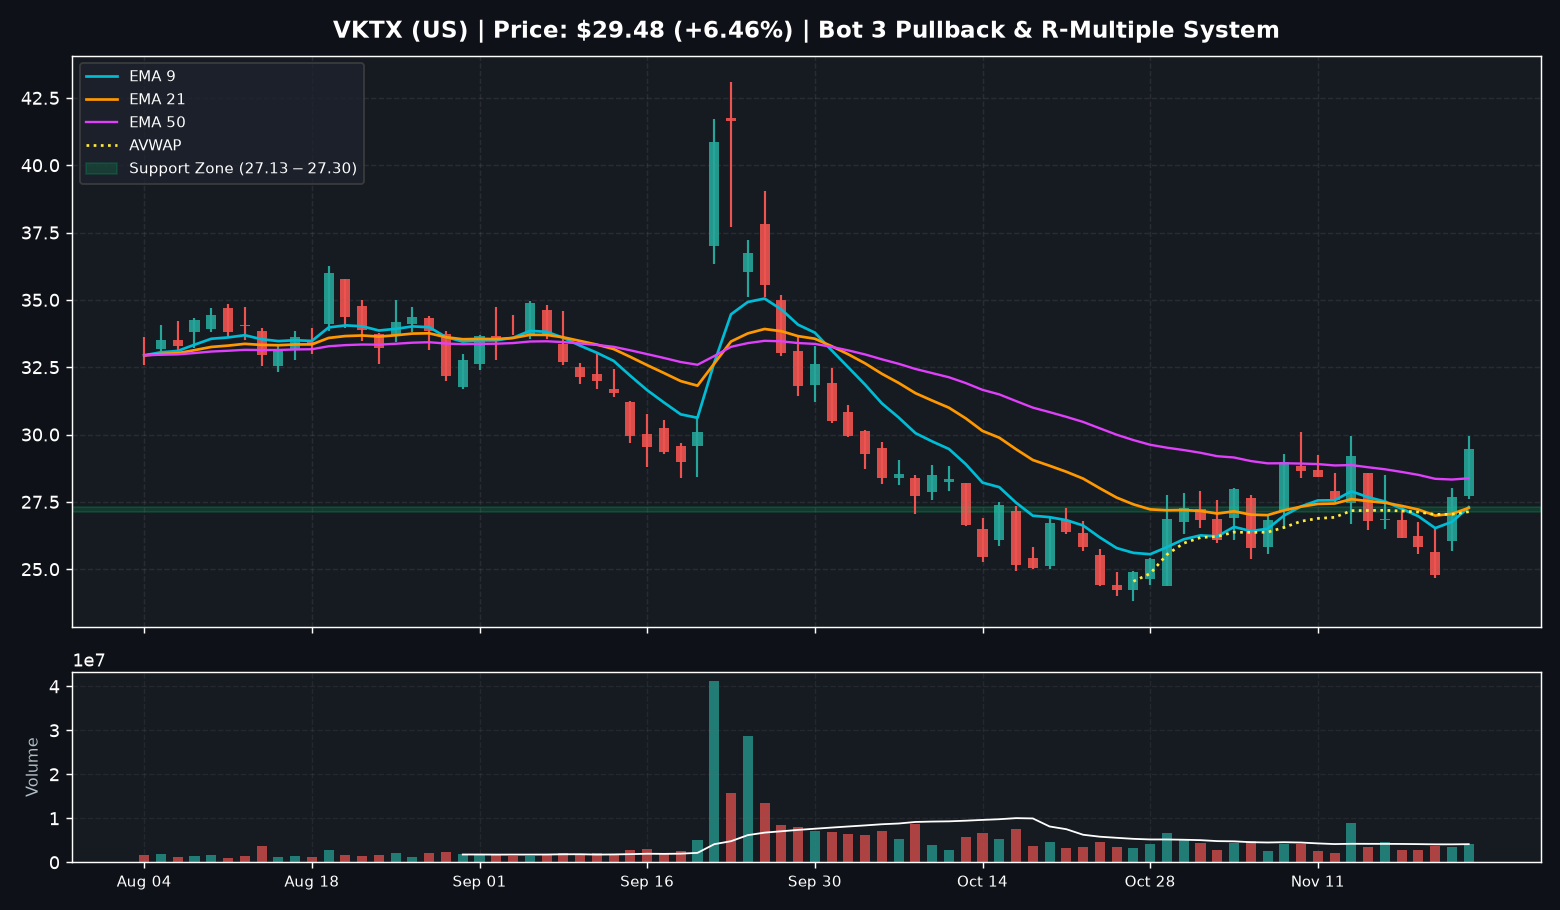 VKTX (US) | Price: $29.48 (+6.46%) | Bot 3 Pullback & R-Multiple System
EMA 9
EMA 21
EMA 50
AVWAP
Support Zone (27.13 − 27.30)
42.5
40.0
37.5
35.0
32.5
30.0
27.5
25.0
1e7
4
3
2
1
0
Volume
Aug 04
Aug 18
Sep 01
Sep 16
Sep 30
Oct 14
Oct 28
Nov 11